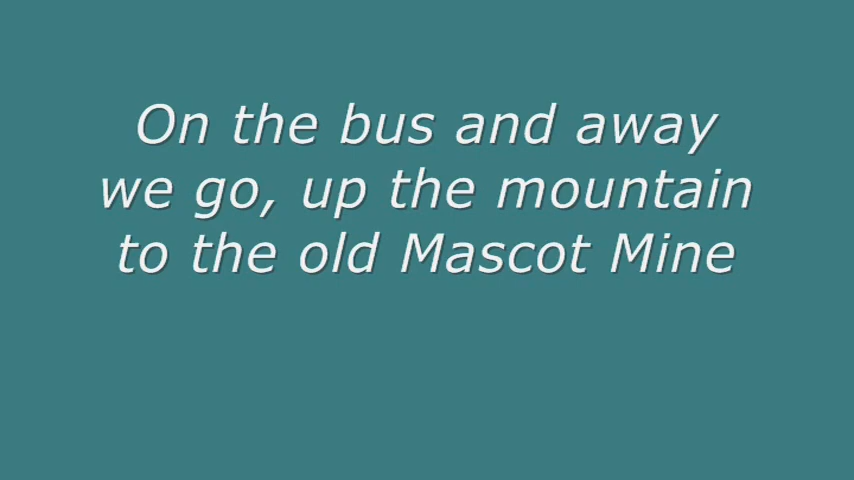 On the bus and away
we go, up the mountain
to the old Mascot Mine